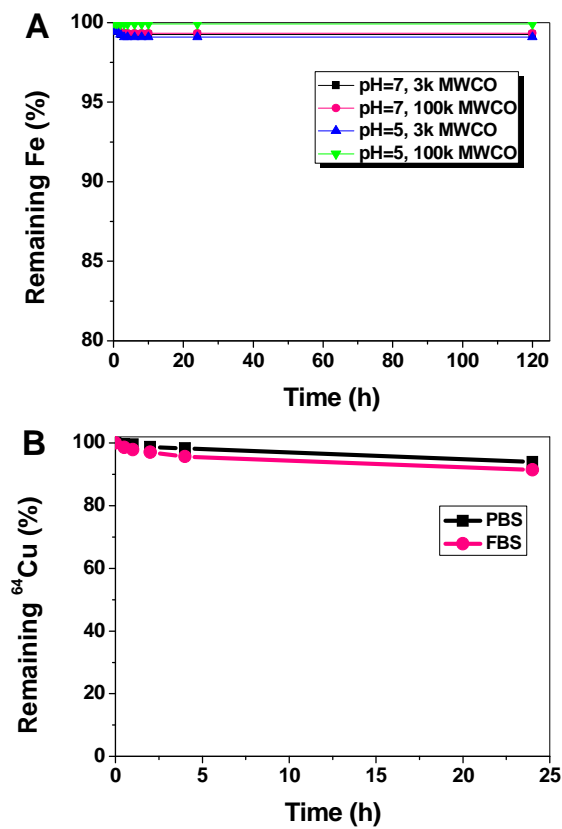 A
100
95
90
85
80
Remaining Fe (%)
pH=7, 3k MWCO
pH=7, 100k MWCO
pH=5, 3k MWCO
pH=5, 100k MWCO
0 20 40 60 80 100 120
Time (h)
B
100
80
60
40
20
0
Remaining ⁶⁴Cu (%)
PBS
FBS
0 5 10 15 20 25
Time (h)